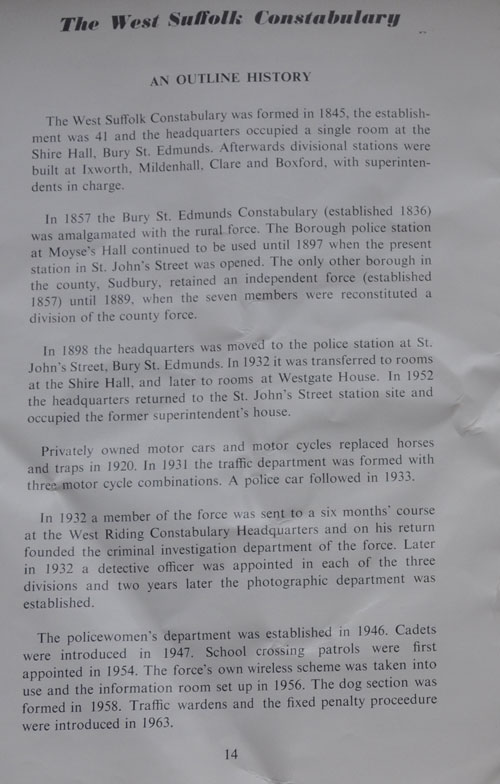 The West Suffolk Constabulary
AN OUTLINE HISTORY
The West Suffolk Constabulary was formed in 1845, the establish-
ment was 41 and the headquarters occupied a single room at the
Shire Hall, Bury St. Edmunds. Afterwards divisional stations were
built at Ixworth, Mildenhall, Clare and Boxford, with superinten-
dents in charge.
In 1857 the Bury St. Edmunds Constabulary (established 1836)
was amalgamated with the rural force. The Borough police station
at Moyse's Hall continued to be used until 1897 when the present
station in St. John's Street was opened. The only other borough in
the county, Sudbury, retained an independent force (established
1857) until 1889, when the seven members were reconstituted a
division of the county force.
In 1898 the headquarters was moved to the police station at St.
John's Street, Bury St. Edmunds. In 1932 it was transferred to rooms
at the Shire Hall, and later to rooms at Westgate House. In 1952
the headquarters returned to the St. John's Street station site and
occupied the former superintendent's house.
Privately owned motor cars and motor cycles replaced horses
and traps in 1920. In 1931 the traffic department was formed with
three motor cycle combinations. A police car followed in 1933.
In 1932 a member of the force was sent to a six months' course
at the West Riding Constabulary Headquarters and on his return
founded the criminal investigation department of the force. Later
in 1932 a detective officer was appointed in each of the three
divisions and two years later the photographic department was
established.
The policewomen's department was established in 1946. Cadets
were introduced in 1947. School crossing patrols were first
appointed in 1954. The force's own wireless scheme was taken into
use and the information room set up in 1956. The dog section was
formed in 1958. Traffic wardens and the fixed penalty proceedure
were introduced in 1963.
14